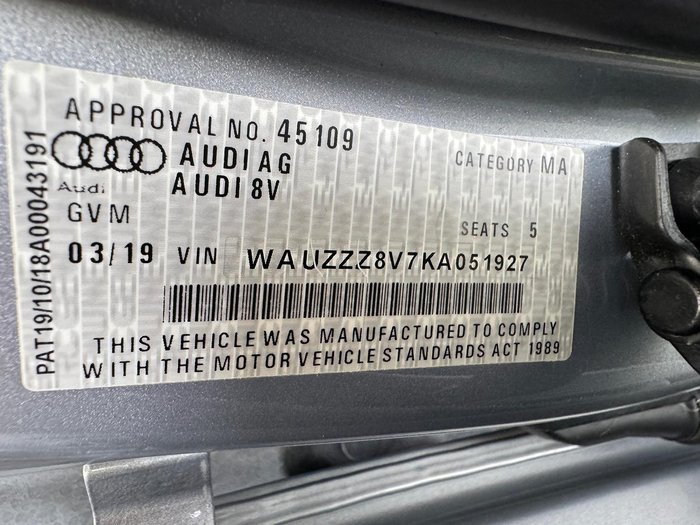 APPROVAL NO. 45109
AUDI AG
CATEGORY MA
Audi
AUDI 8V
GVM
SEATS 5
03/19 VIN WAUZZZ8V7KA051927
THIS VEHICLE WAS MANUFACTURED TO COMPLY
WITH THE MOTOR VEHICLE STANDARDS ACT 1989
PAT19/10/18A00043191